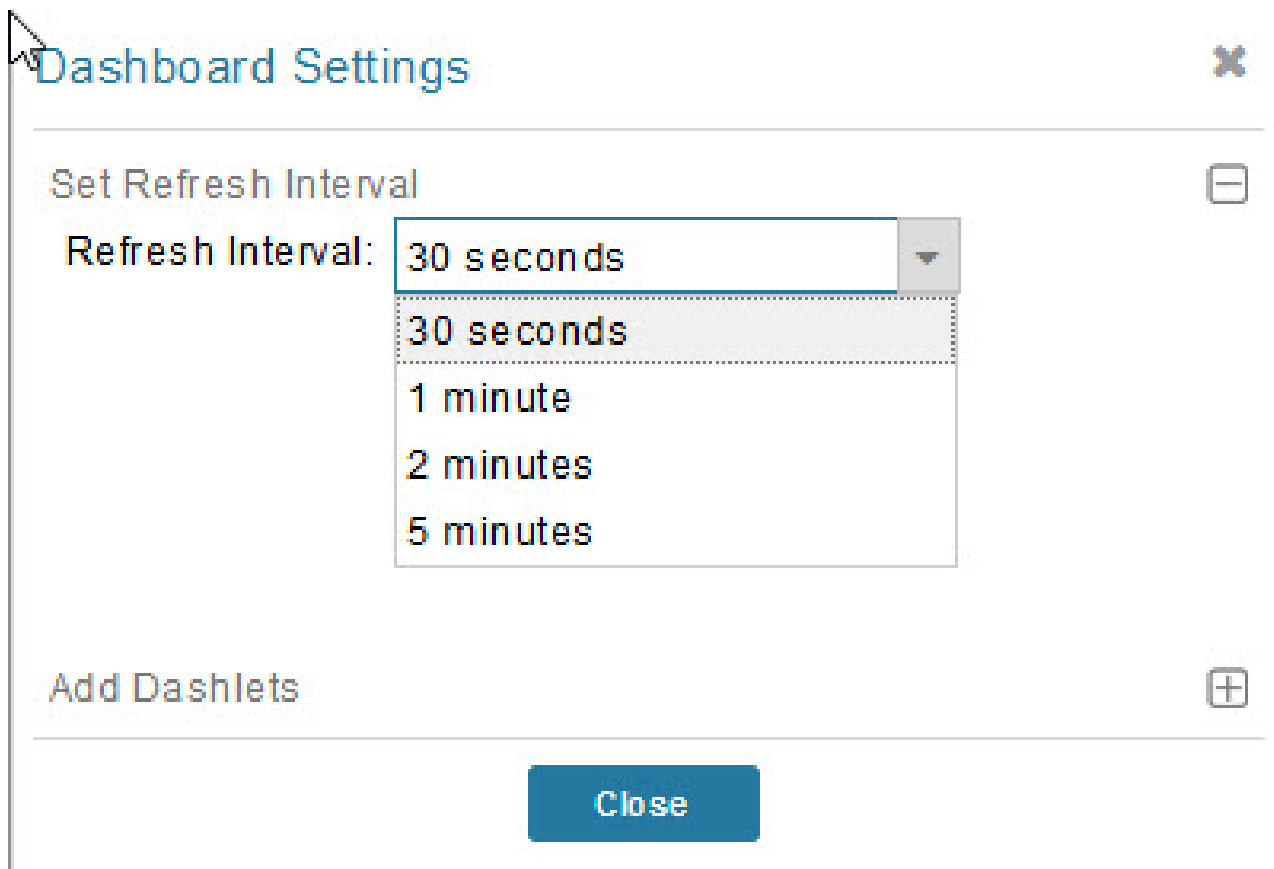 Dashboard Settings
Set Refresh Interval
Refresh Interval: 30 seconds
30 seconds
1 minute
2 minutes
5 minutes
Add Dashlets
Close